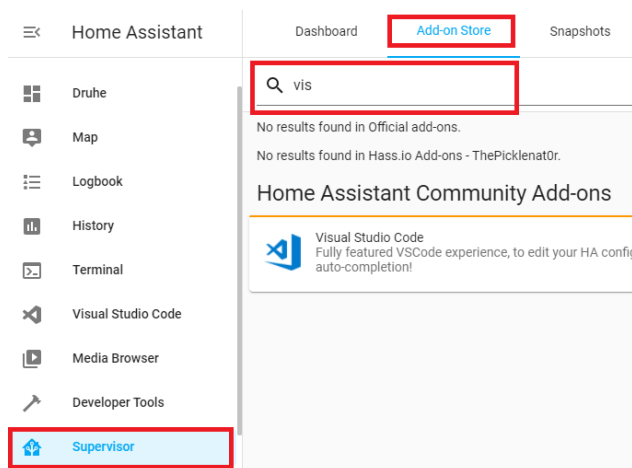 Home Assistant
Dashboard
Add-on Store
Snapshots
Druhe
Map
Logbook
History
Terminal
Visual Studio Code
Media Browser
Developer Tools
Supervisor
vis
No results found in Official add-ons.
No results found in Hass.io Add-ons - ThePicklenat0r.
Home Assistant Community Add-ons
Visual Studio Code
Fully featured VSCode experience, to edit your HA config
auto-completion!